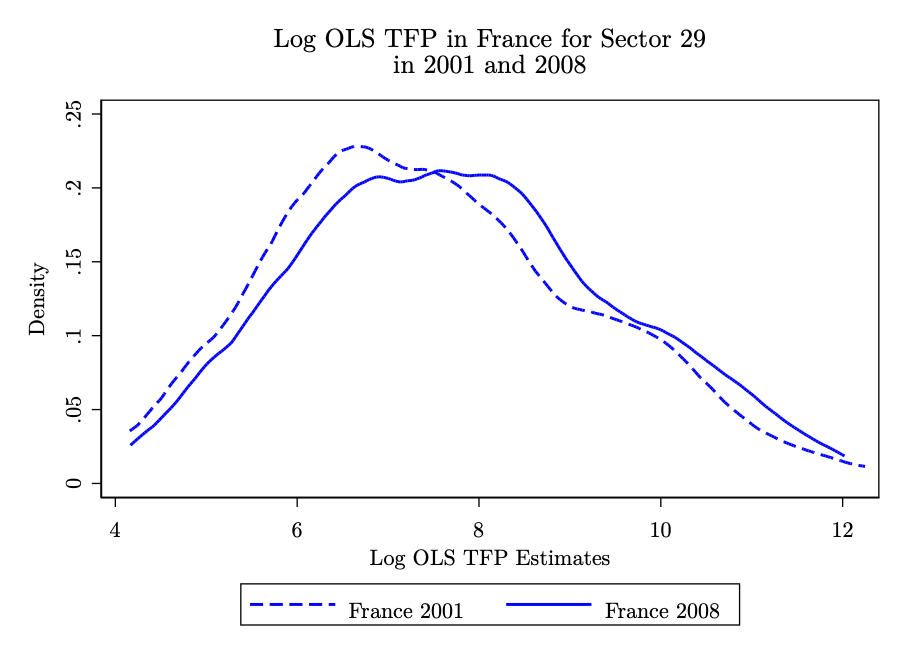 Log OLS TFP in France for Sector 29
in 2001 and 2008
.25
.2
.15
.1
.05
0
Density
4 6 8 10 12
Log OLS TFP Estimates
France 2001 France 2008